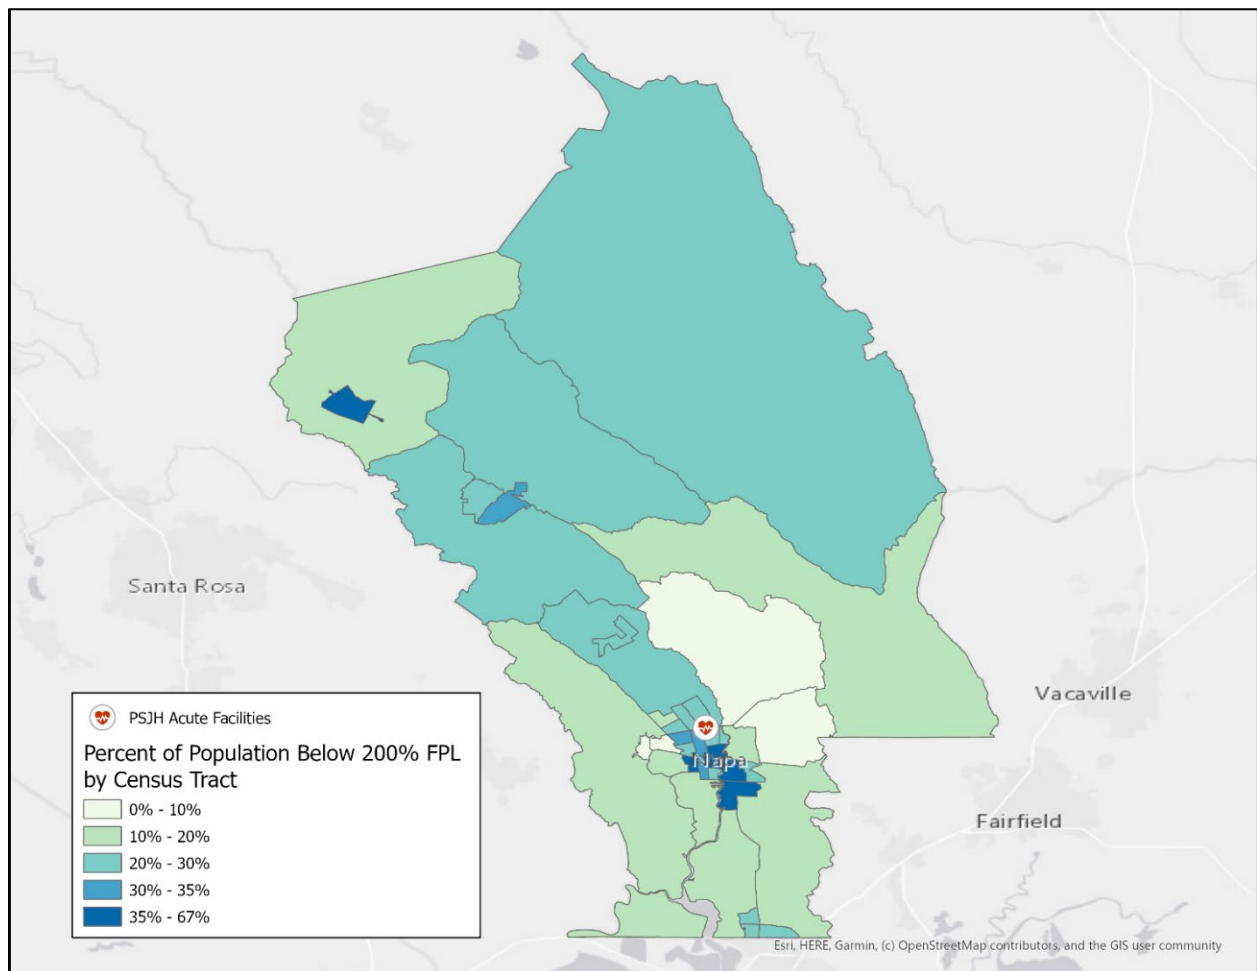 Santa Rosa
Vacaville
Napa
Fairfield
PSJH Acute Facilities
Percent of Population Below 200% FPL
by Census Tract
0% - 10%
10% - 20%
20% - 30%
30% - 35%
35% - 67%
Esri, HERE, Garmin, (c) OpenStreetMap contributors, and the GIS user community